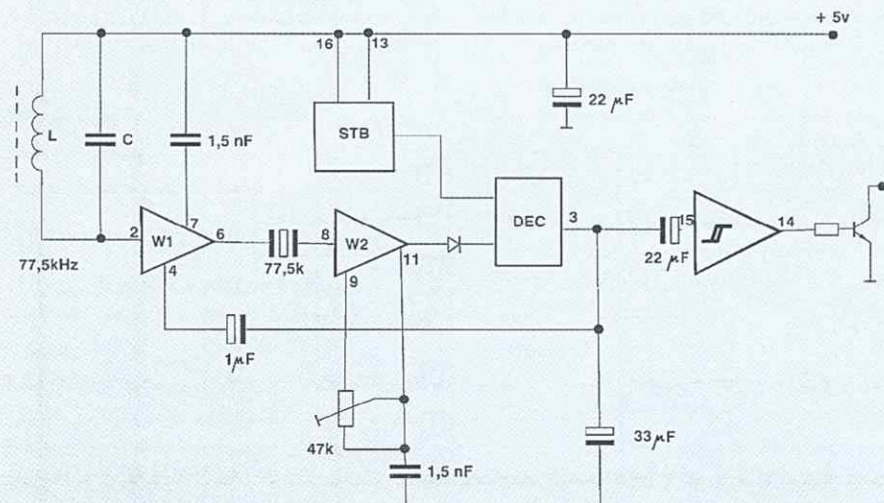 + 5v
16
13
L
C
1,5 nF
STB
22 µF
DEC
3
15
14
2
W1
7
6
8
W2
4
77,5k
9
11
22
µF
77,5kHz
1µF
47k
33µF
1,5 nF